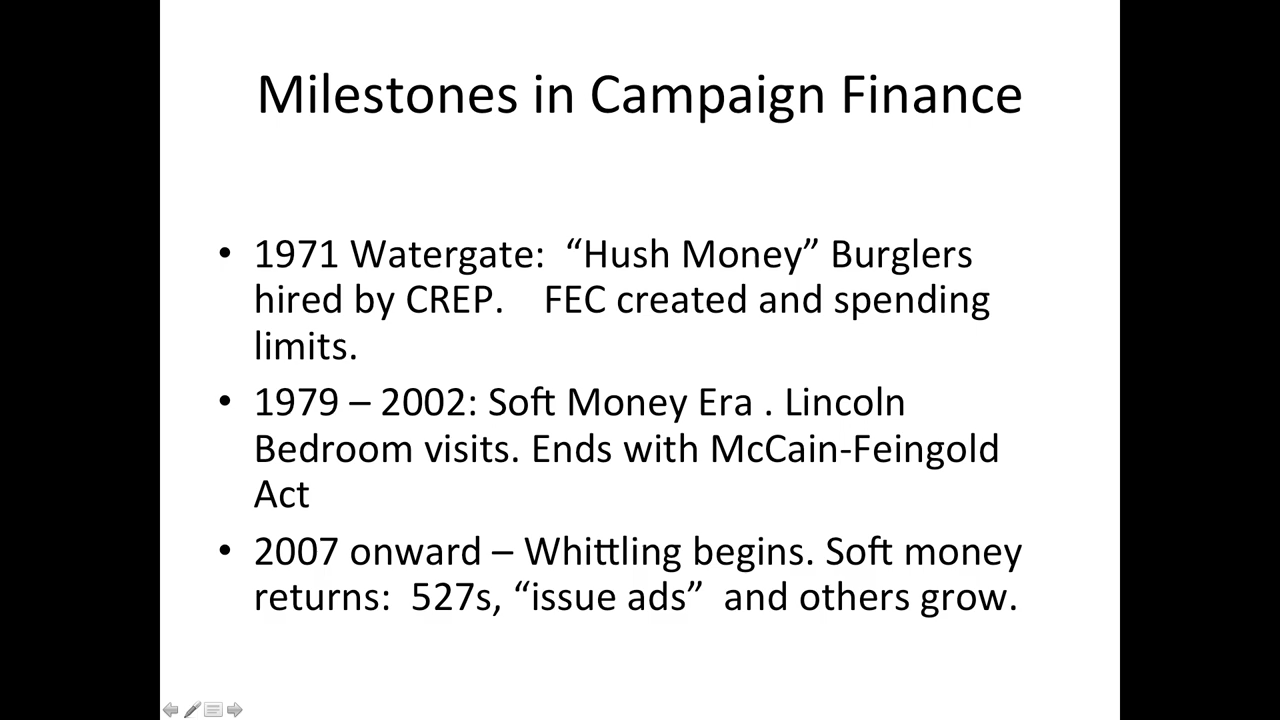 Milestones in Campaign Finance
• 1971 Watergate:  “Hush Money” Burglers
hired by CREP.    FEC created and spending
limits.
• 1979 – 2002: Soft Money Era . Lincoln
Bedroom visits. Ends with McCain-Feingold
Act
• 2007 onward – Whittling begins. Soft money
returns:  527s, “issue ads”  and others grow.